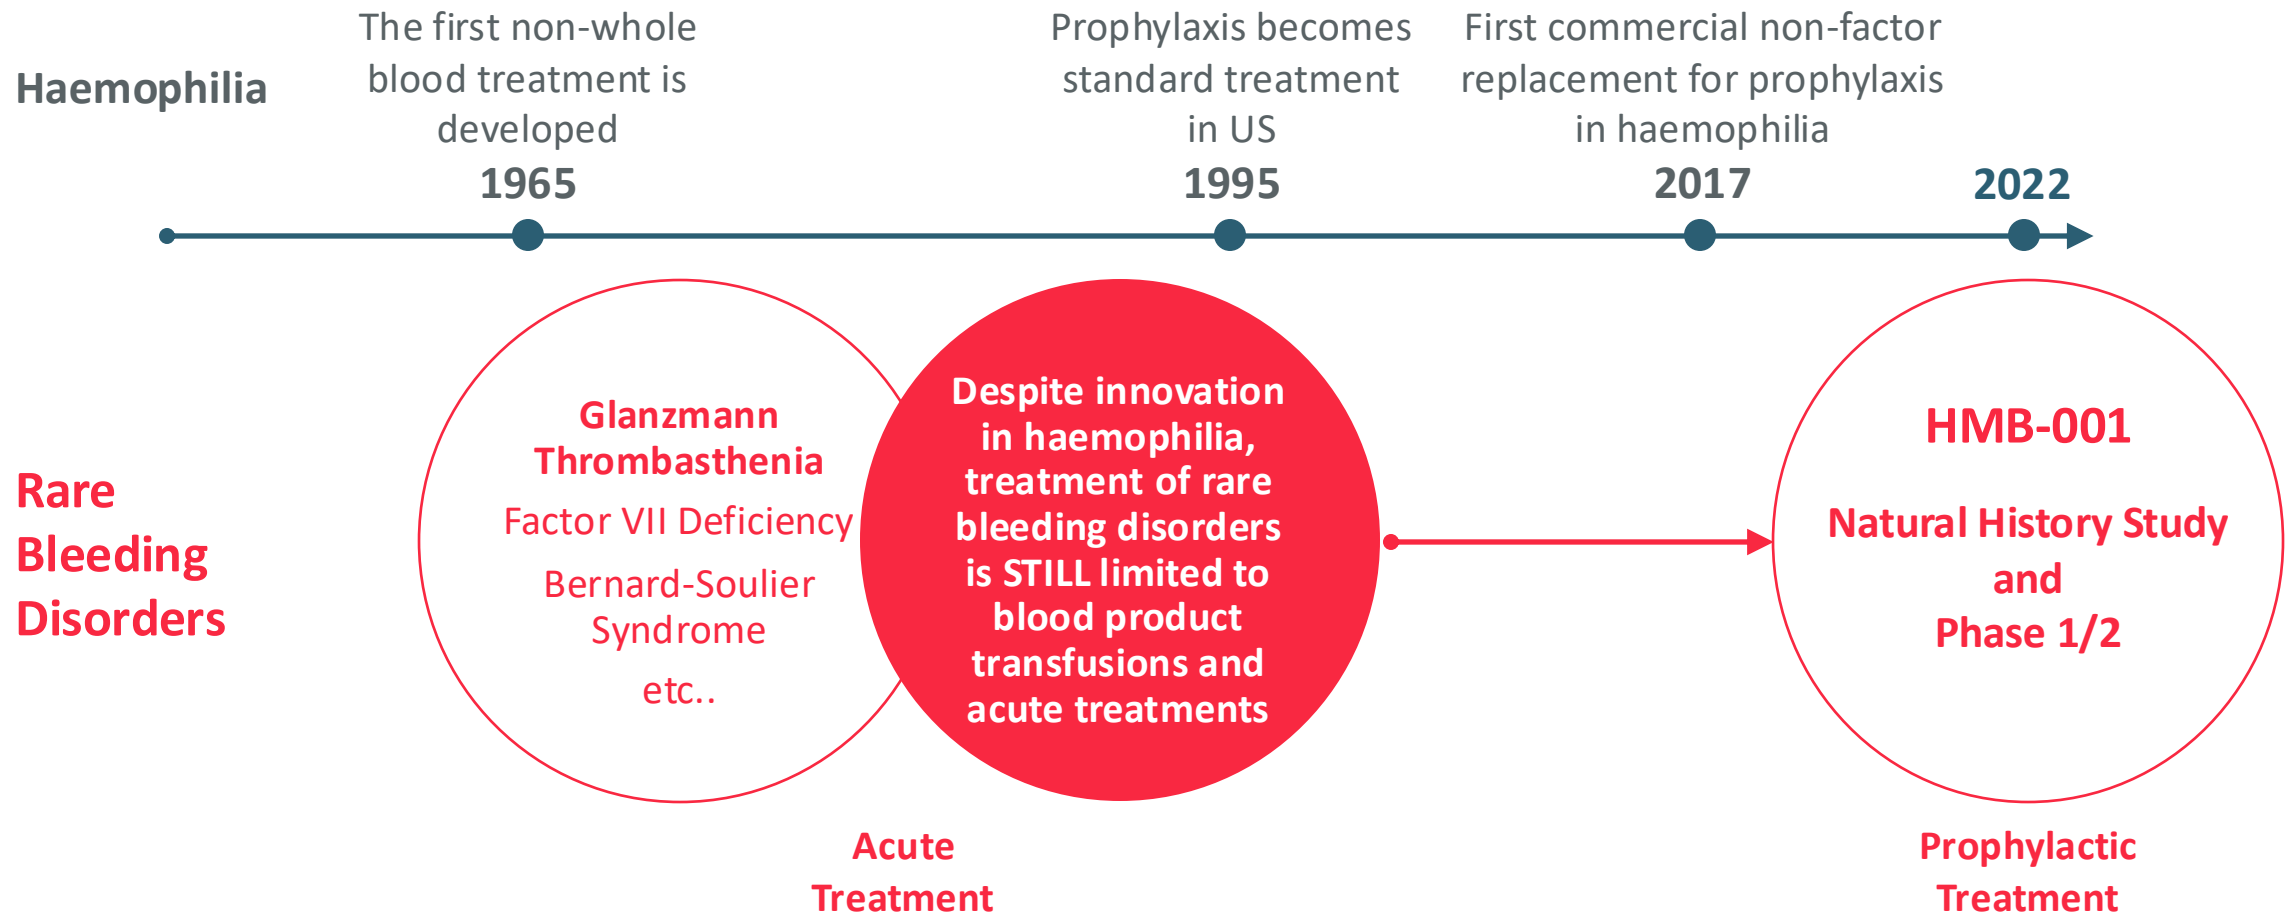 Haemophilia
The first non-whole
blood treatment is
developed
1965
Prophylaxis becomes
standard treatment
in US
1995
First commercial non-factor
replacement for prophylaxis
in haemophilia
2017
2022
Rare
Bleeding
Disorders
Glanzmann
Thrombasthenia
Factor VII Deficiency
Bernard-Soulier
Syndrome
etc..
Despite innovation
in haemophilia,
treatment of rare
bleeding disorders
is STILL limited to
blood product
transfusions and
acute treatments
HMB-001
Natural History Study
and
Phase 1/2
Acute
Treatment
Prophylactic
Treatment